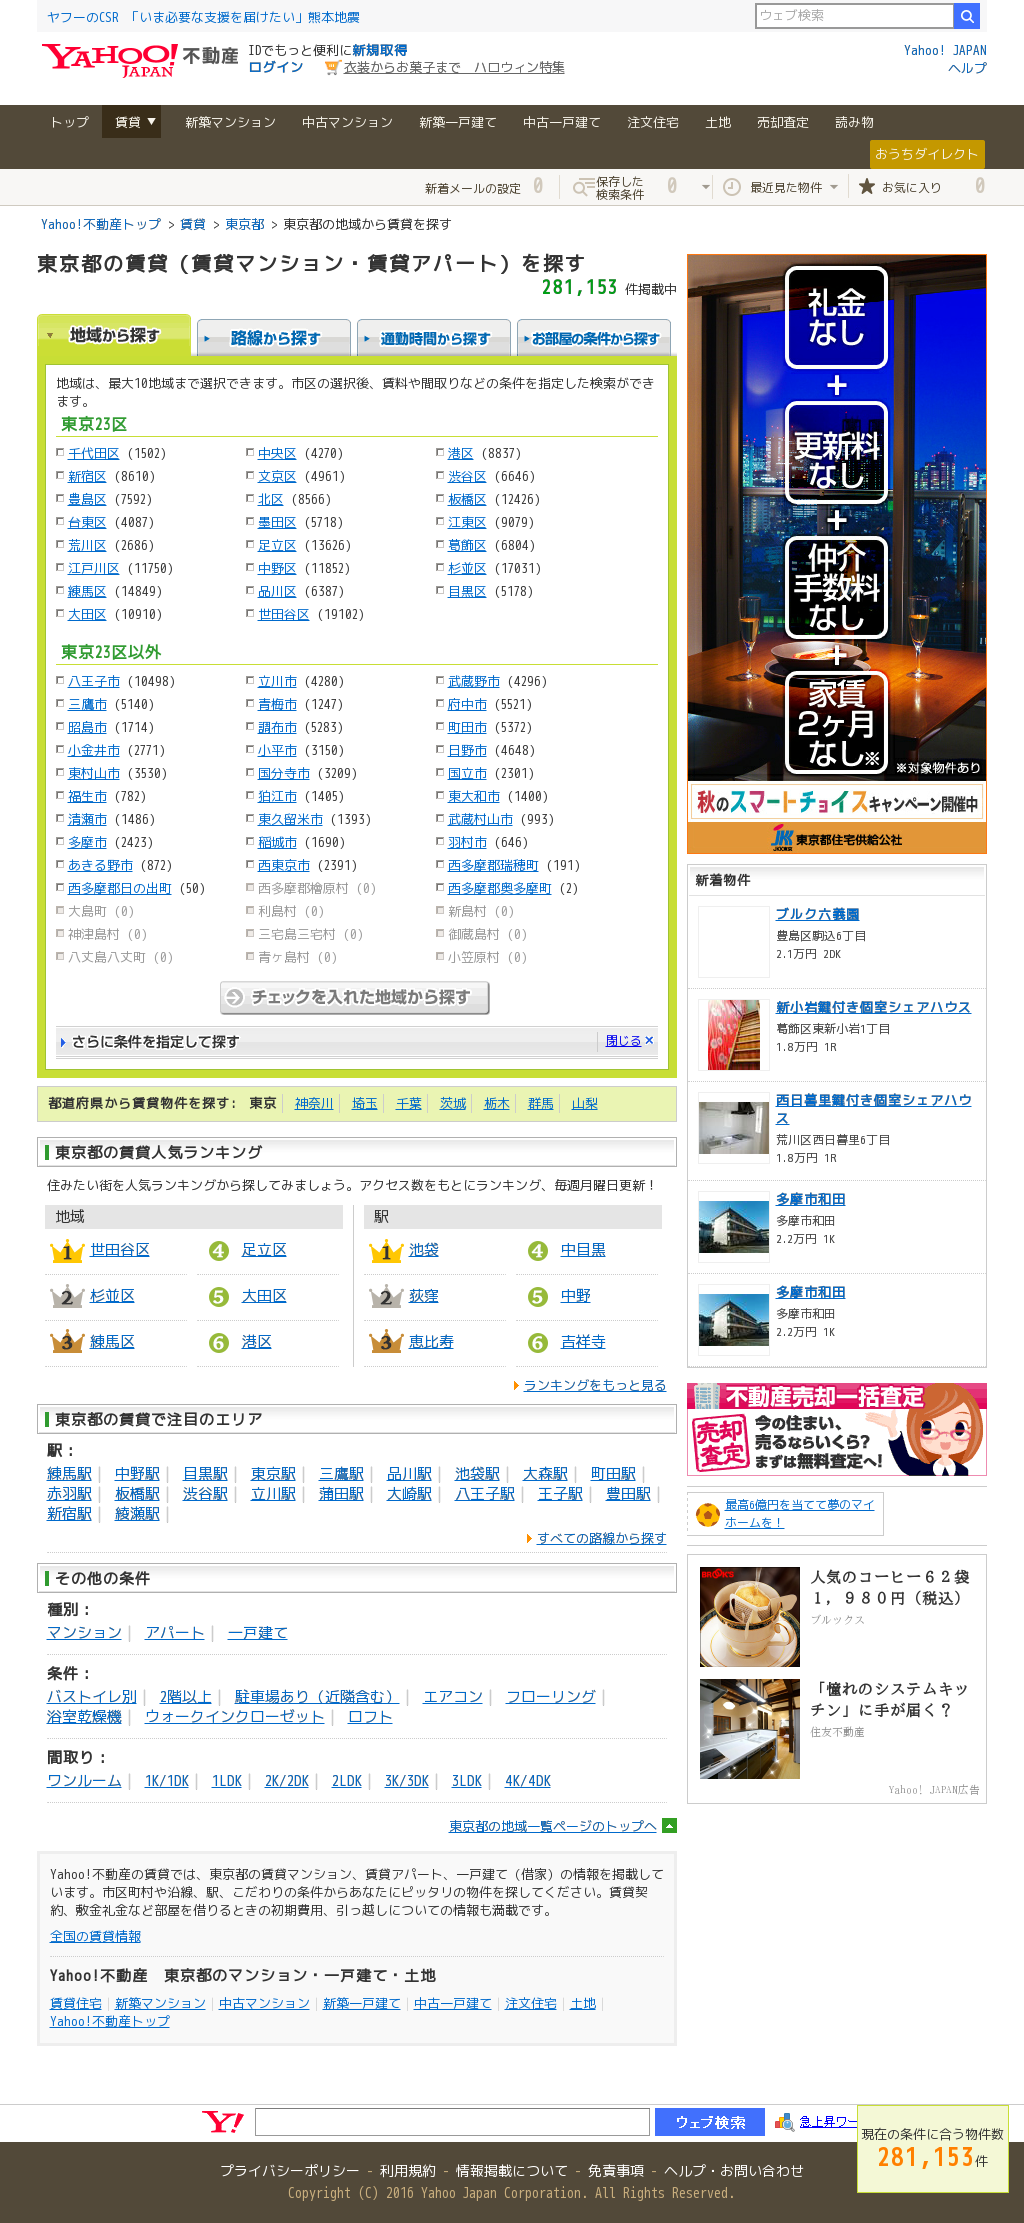 ヤフーのCSR 「いま必要な支援を届けたい」熊本地震
ウェブ検索
YAHOO! JAPAN 不動産
IDでもっと便利に新規取得
ログイン 衣装からお菓子まで ハロウィン特集
Yahoo! JAPAN
ヘルプ
トップ 賃貸▼ 新築マンション 中古マンション 新築一戸建て 中古一戸建て 注文住宅 土地 売却査定 読み物
おうちダイレクト
新着メールの設定 0 保存した検索条件 0 最近見た物件 お気に入り 0
Yahoo!不動産トップ > 賃貸 > 東京都 > 東京都の地域から賃貸を探す
東京都の賃貸（賃貸マンション・賃貸アパート）を探す
281,153 件掲載中
地域から探す 路線から探す 通勤時間から探す お部屋の条件から探す
地域は、最大10地域まで選択できます。市区の選択後、賃料や間取りなどの条件を指定した検索ができ
ます。
東京23区
千代田区 (1502) 中央区 (4270) 港区 (8837)
新宿区 (8610) 文京区 (4961) 渋谷区 (6646)
豊島区 (7592) 北区 (8566) 板橋区 (12426)
台東区 (4087) 墨田区 (5718) 江東区 (9079)
荒川区 (2686) 足立区 (13626) 葛飾区 (6804)
江戸川区 (11750) 中野区 (11852) 杉並区 (17031)
練馬区 (14849) 品川区 (6387) 目黒区 (5178)
大田区 (10910) 世田谷区 (19102)
東京23区以外
八王子市 (10498) 立川市 (4280) 武蔵野市 (4296)
三鷹市 (5140) 青梅市 (1247) 府中市 (5521)
昭島市 (1714) 調布市 (5283) 町田市 (5372)
小金井市 (2771) 小平市 (3150) 日野市 (4648)
東村山市 (3530) 国分寺市 (3209) 国立市 (2301)
福生市 (782) 狛江市 (1405) 東大和市 (1400)
清瀬市 (1486) 東久留米市 (1393) 武蔵村山市 (993)
多摩市 (2423) 稲城市 (1690) 羽村市 (646)
あきる野市 (872) 西東京市 (2391) 西多摩郡瑞穂町 (191)
西多摩郡日の出町 (50) 西多摩郡檜原村 (0) 西多摩郡奥多摩町 (2)
大島町 (0) 利島村 (0) 新島村 (0)
神津島村 (0) 三宅島三宅村 (0) 御蔵島村 (0)
八丈島八丈町 (0) 青ヶ島村 (0) 小笠原村 (0)
チェックを入れた地域から探す
さらに条件を指定して探す 閉じる×
都道府県から賃貸物件を探す: 東京 神奈川 埼玉 千葉 茨城 栃木 群馬 山梨
東京都の賃貸人気ランキング
住みたい街を人気ランキングから探してみましょう。アクセス数をもとにランキング、毎週月曜日更新！
地域 駅
1 世田谷区 4 足立区 1 池袋 4 中目黒
2 杉並区 5 大田区 2 荻窪 5 中野
3 練馬区 6 港区 3 恵比寿 6 吉祥寺
ランキングをもっと見る
東京都の賃貸で注目のエリア
駅：
練馬駅 中野駅 目黒駅 東京駅 三鷹駅 品川駅 池袋駅 大森駅 町田駅
赤羽駅 板橋駅 渋谷駅 立川駅 蒲田駅 大崎駅 八王子駅 王子駅 豊田駅
新宿駅 綾瀬駅
すべての路線から探す
その他の条件
種別：
マンション アパート 一戸建て
条件：
バストイレ別 2階以上 駐車場あり（近隣含む） エアコン フローリング
浴室乾燥機 ウォークインクローゼット ロフト
間取り：
ワンルーム 1K/1DK 1LDK 2K/2DK 2LDK 3K/3DK 3LDK 4K/4DK
東京都の地域一覧ページのトップへ
Yahoo!不動産の賃貸では、東京都の賃貸マンション、賃貸アパート、一戸建て（借家）の情報を掲載して
います。市区町村や沿線、駅、こだわりの条件からあなたにピッタリの物件を探してください。賃貸契
約、敷金礼金など部屋を借りるときの初期費用、引っ越しについての情報も満載です。
全国の賃貸情報
Yahoo!不動産 東京都のマンション・一戸建て・土地
賃貸住宅 新築マンション 中古マンション 新築一戸建て 中古一戸建て 注文住宅 土地
Yahoo!不動産トップ
礼金
なし
+
更新料
なし
+
仲介
手数料
なし
+
家賃
2ヶ月
なし※
※対象物件あり
秋のスマートチョイスキャンペーン開催中
JKK 東京都住宅供給公社
新着物件
ブルク六義園
豊島区駒込6丁目
2.1万円 2DK
新小岩鍵付き個室シェアハウス
葛飾区東新小岩1丁目
1.8万円 1R
西日暮里鍵付き個室シェアハウ
ス
荒川区西日暮里6丁目
1.8万円 1R
多摩市和田
多摩市和田
2.2万円 1K
多摩市和田
多摩市和田
2.2万円 1K
不動産売却一括査定
売却査定
今の住まい、
売るならいくら？
まずは無料査定へ！
最高6億円を当てて夢のマイ
ホームを！
BROOK'S
人気のコーヒー６２袋
１，９８０円（税込）
ブルックス
「憧れのシステムキッ
チン」に手が届く？
住友不動産
Yahoo! JAPAN広告
Y! ウェブ検索 急上昇ワー
現在の条件に合う物件数
281,153件
プライバシーポリシー - 利用規約 - 情報掲載について - 免責事項 - ヘルプ・お問い合わせ
Copyright (C) 2016 Yahoo Japan Corporation. All Rights Reserved.